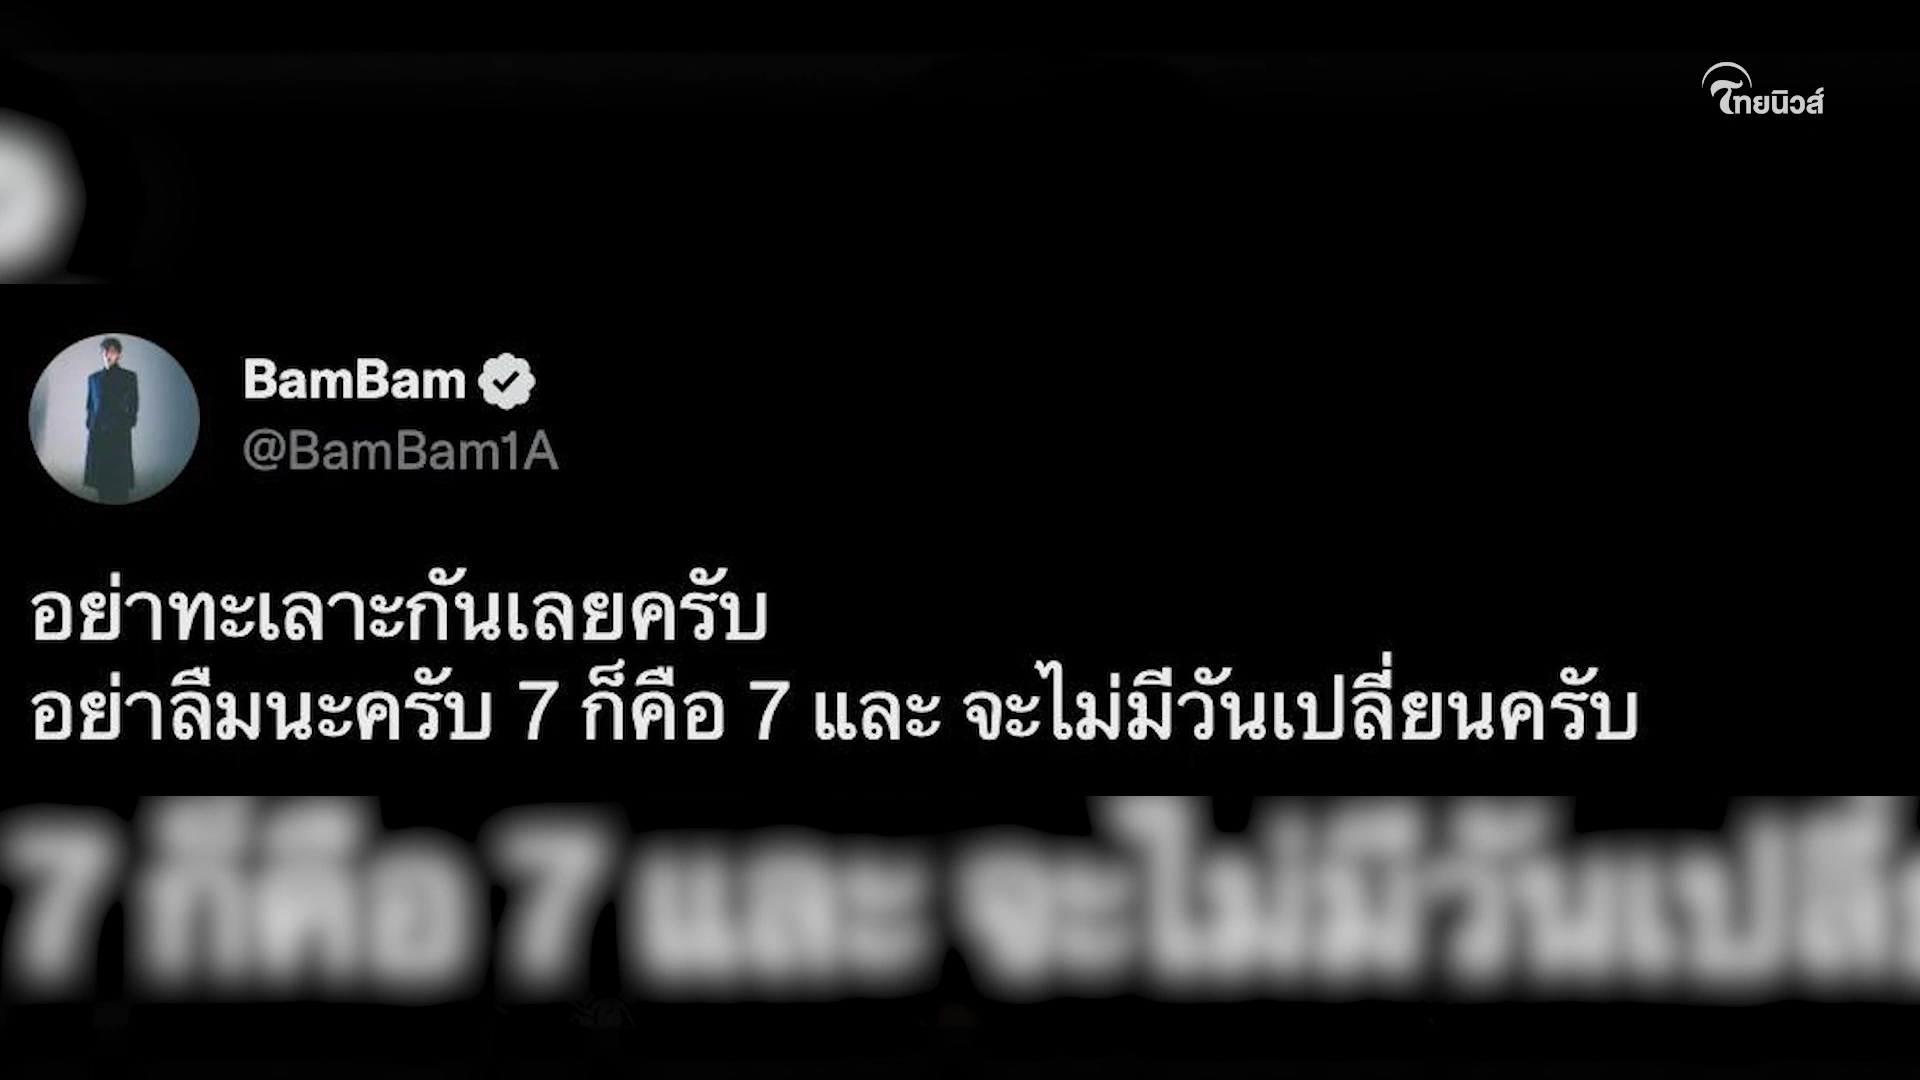 ไทยนิวส์
BamBam
@BamBam1A
อย่าทะเลาะกันเลยครับ
อย่าลืมนะครับ 7 ก็คือ 7 และ จะไม่มีวันเปลี่ยนครับ
7 ก็คือ 7 และ จะไม่มีวันเปลี่